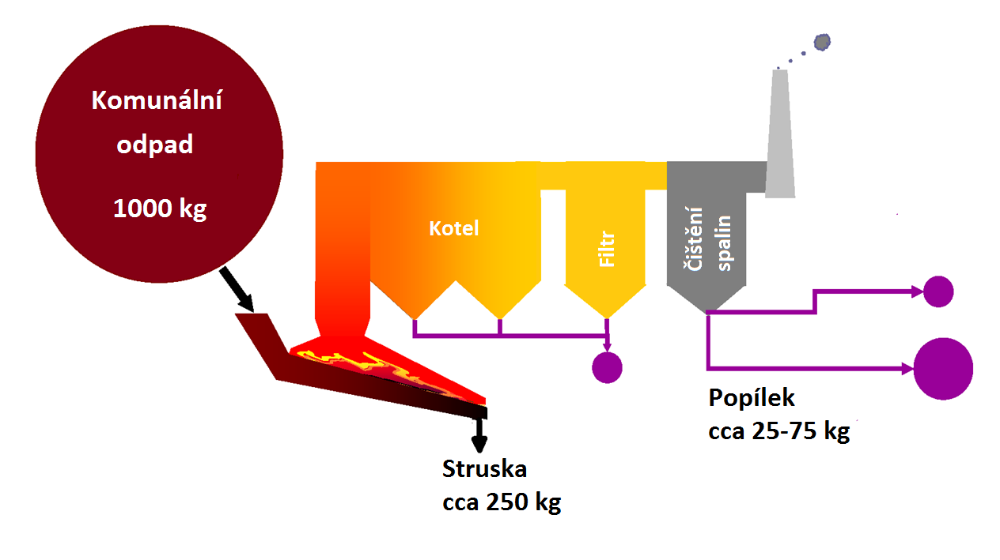 Komunální
odpad
1000 kg
Kotel
Filtr
Čištění
spalin
Popílek
cca 25-75 kg
Struska
cca 250 kg